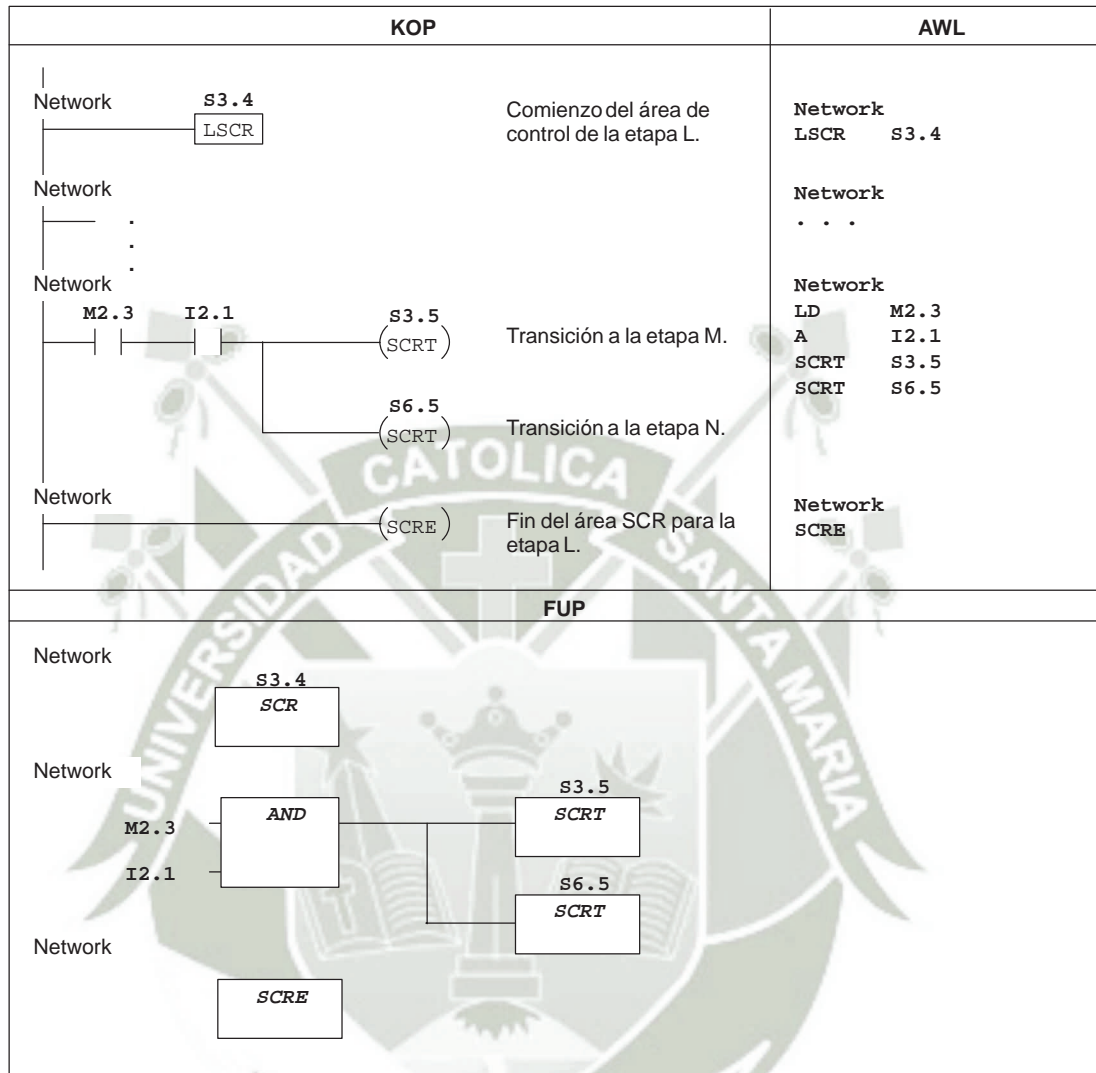 KOP
AWL
Network
S3.4
LSCR
Comienzo del área de
control de la etapa L.
Network
LSCR S3.4
Network
.
.
.
Network
. . .
Network
M2.3 I2.1
S3.5
SCRT
Transición a la etapa M.
S6.5
SCRT
Transición a la etapa N.
Network
LD M2.3
A I2.1
SCRT S3.5
SCRT S6.5
Network
SCRE
Fin del área SCR para la
etapa L.
Network
SCRE
FUP
Network
S3.4
SCR
Network
M2.3
I2.1
AND
S3.5
SCRT
S6.5
SCRT
Network
SCRE
UNIVERSIDAD CATOLICA SANTA MARIA